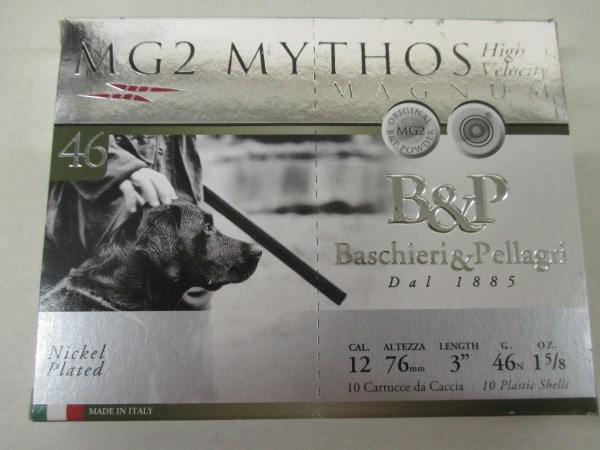 MG2 MYTHOS High
Velocity
MAGNUM
ORIGINAL
MG2
B&P POWDER
46
B&P
Baschieri&Pellagri
Dal 1885
Nickel
Plated
CAL. ALTEZZA LENGTH G. OZ.
12 76mm 3” 46N 1 5/8
10 Cartucce da Caccia 10 Plastic Shells
MADE IN ITALY